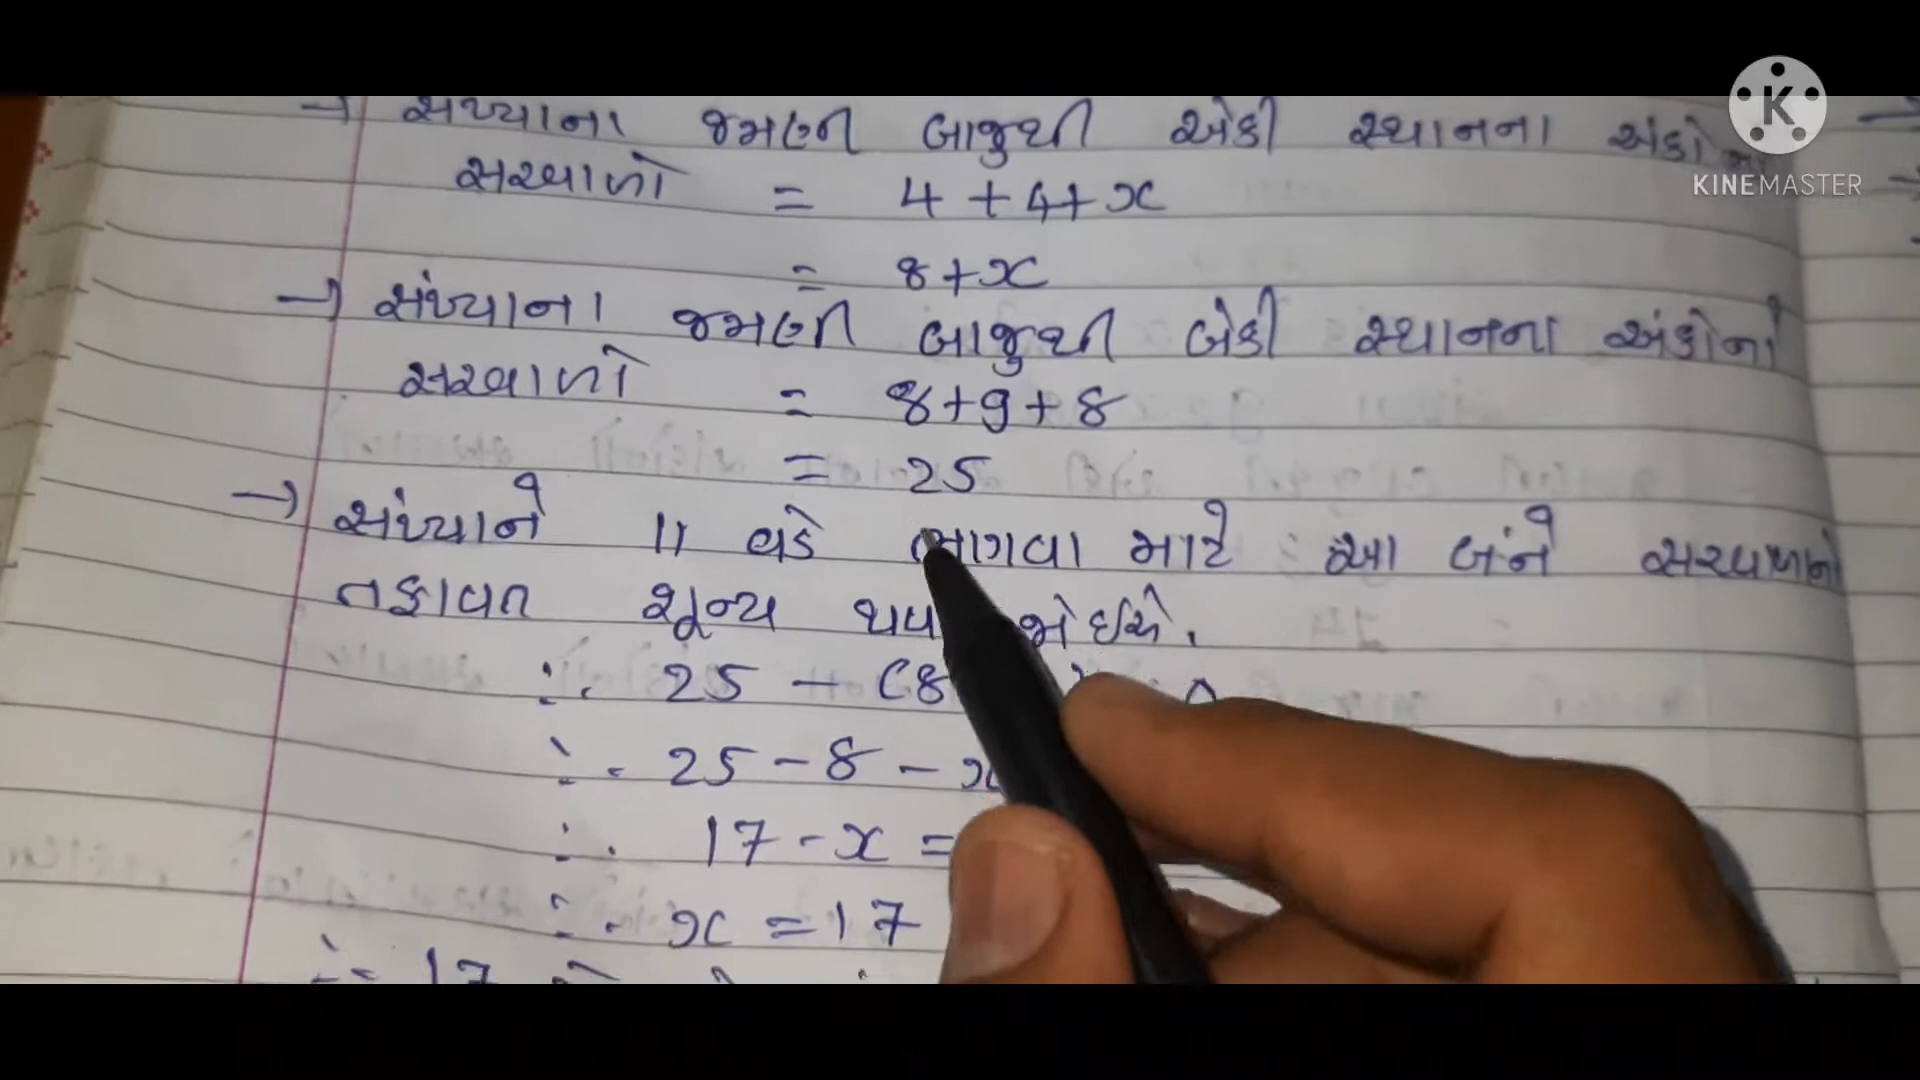 → સંખ્યાના જમણી બાજુથી એકી સ્થાનના અંકોના
સરવાળો = 4 + 4 + x
= 8 + x
→ સંખ્યાના જમણી બાજુથી બેકી સ્થાનના અંકોનો
સરવાળો = 8 + 9 + 8
= 25
→ સંખ્યાને 11 વડે ભાગવા માટે આ બંને સરવાળાનો
તફાવત શૂન્ય થવ જોઈએ.
∴ 25 - (8
∴ 25 - 8 - x
∴ 17 - x =
∴ x = 17
∴ 17
KINEMASTER